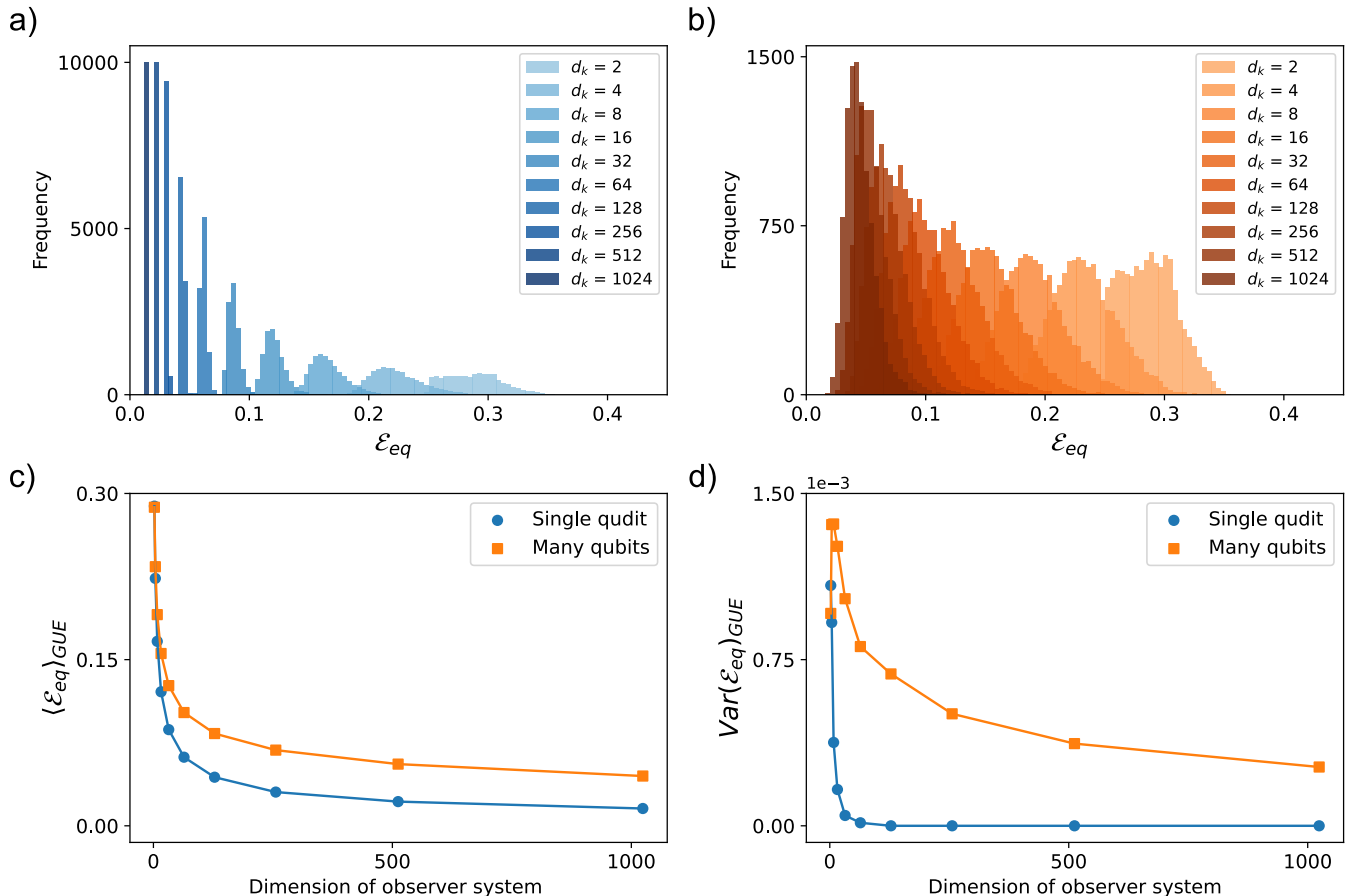 a)
10000
5000
0
Frequency
0.0 0.1 0.2 0.3 0.4
ℰ_eq
d_k = 2
d_k = 4
d_k = 8
d_k = 16
d_k = 32
d_k = 64
d_k = 128
d_k = 256
d_k = 512
d_k = 1024
b)
1500
750
0
Frequency
0.0 0.1 0.2 0.3 0.4
ℰ_eq
d_k = 2
d_k = 4
d_k = 8
d_k = 16
d_k = 32
d_k = 64
d_k = 128
d_k = 256
d_k = 512
d_k = 1024
c)
0.30
0.15
0.00
⟨ℰ_eq⟩_GUE
Single qudit
Many qubits
0 500 1000
Dimension of observer system
d)
1e−3
1.50
0.75
0.00
Var(ℰ_eq)_GUE
Single qudit
Many qubits
0 500 1000
Dimension of observer system